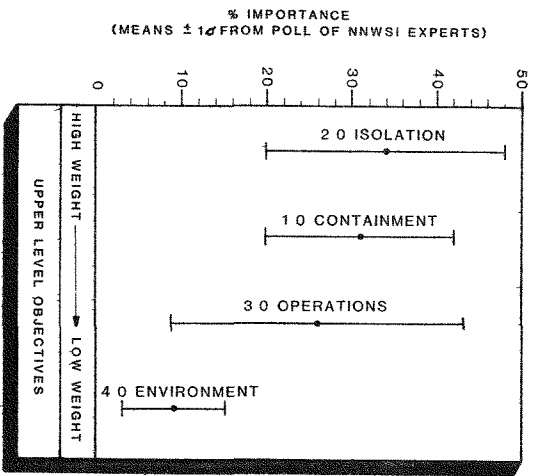 % IMPORTANCE
(MEANS ± 1σ FROM POLL OF NNWSI EXPERTS)
0 10 20 30 40 50
2 0 ISOLATION
1 0 CONTAINMENT
3 0 OPERATIONS
4 0 ENVIRONMENT
HIGH WEIGHT
LOW WEIGHT
UPPER LEVEL OBJECTIVES